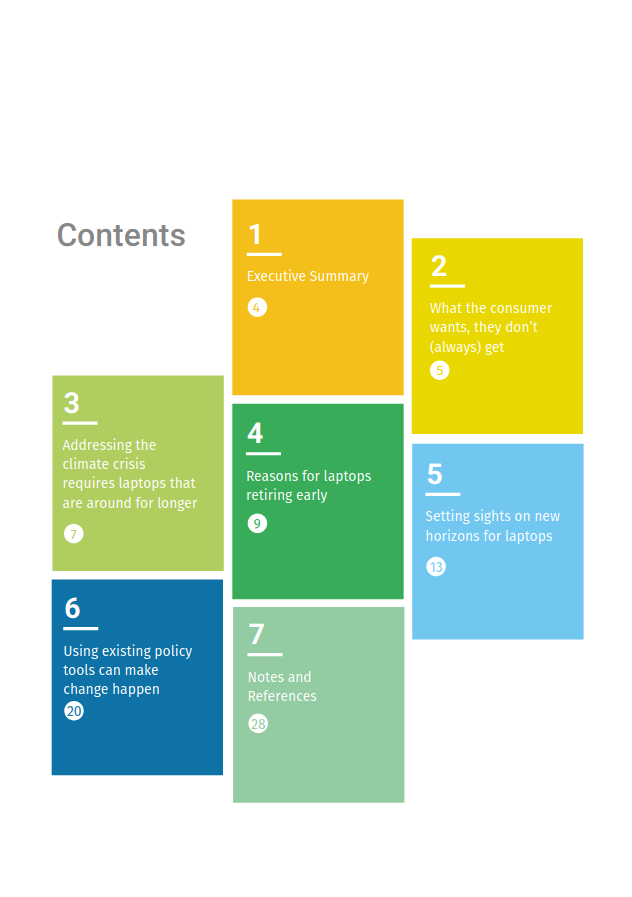 Contents
1
Executive Summary
4
2
What the consumer
wants, they don't
(always) get
5
3
Addressing the
climate crisis
requires laptops that
are around for longer
7
4
Reasons for laptops
retiring early
9
5
Setting sights on new
horizons for laptops
13
6
Using existing policy
tools can make
change happen
20
7
Notes and
References
28